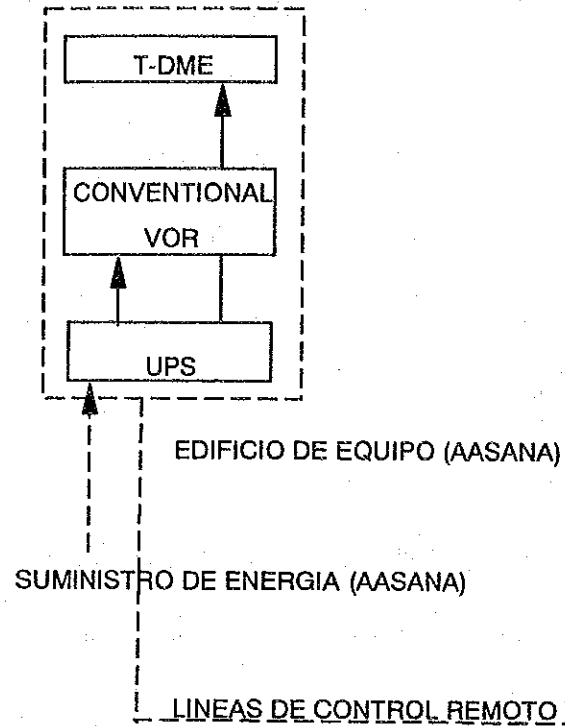 T-DME
CONVENTIONAL
VOR
UPS
EDIFICIO DE EQUIPO (AASANA)
SUMINISTRO DE ENERGIA (AASANA)
LINEAS DE CONTROL REMOTO